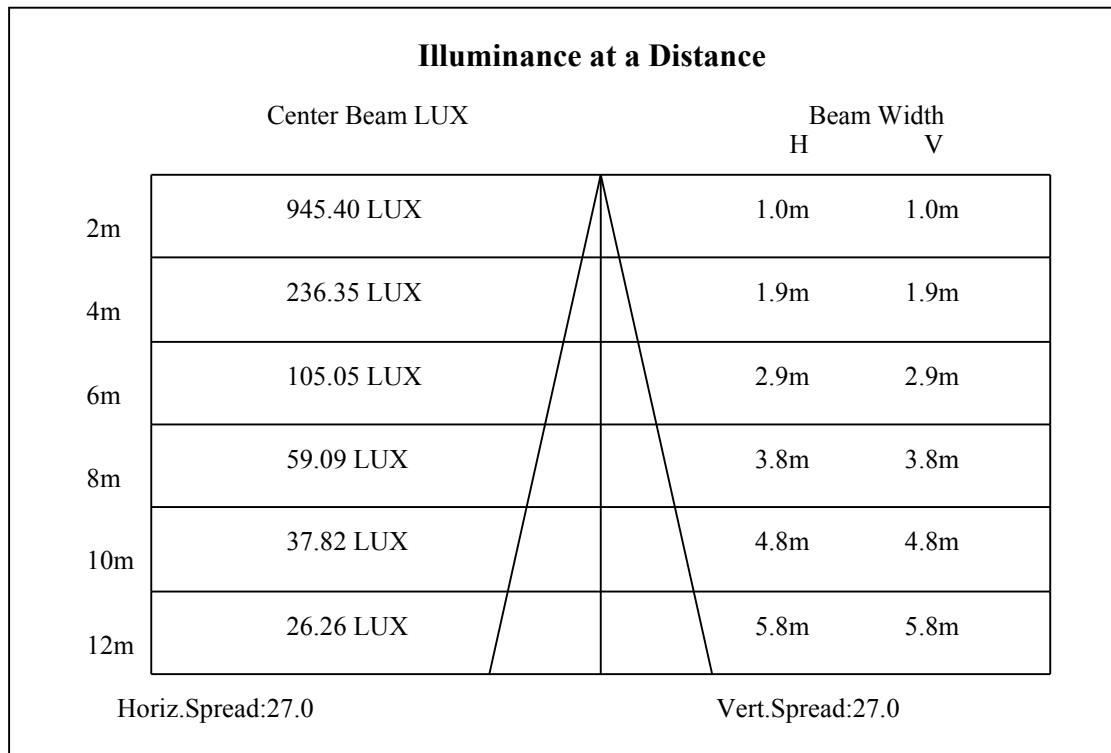 Illuminance at a Distance
Center Beam LUX Beam Width
H V
2m 945.40 LUX 1.0m 1.0m
4m 236.35 LUX 1.9m 1.9m
6m 105.05 LUX 2.9m 2.9m
8m 59.09 LUX 3.8m 3.8m
10m 37.82 LUX 4.8m 4.8m
12m 26.26 LUX 5.8m 5.8m
Horiz.Spread:27.0 Vert.Spread:27.0